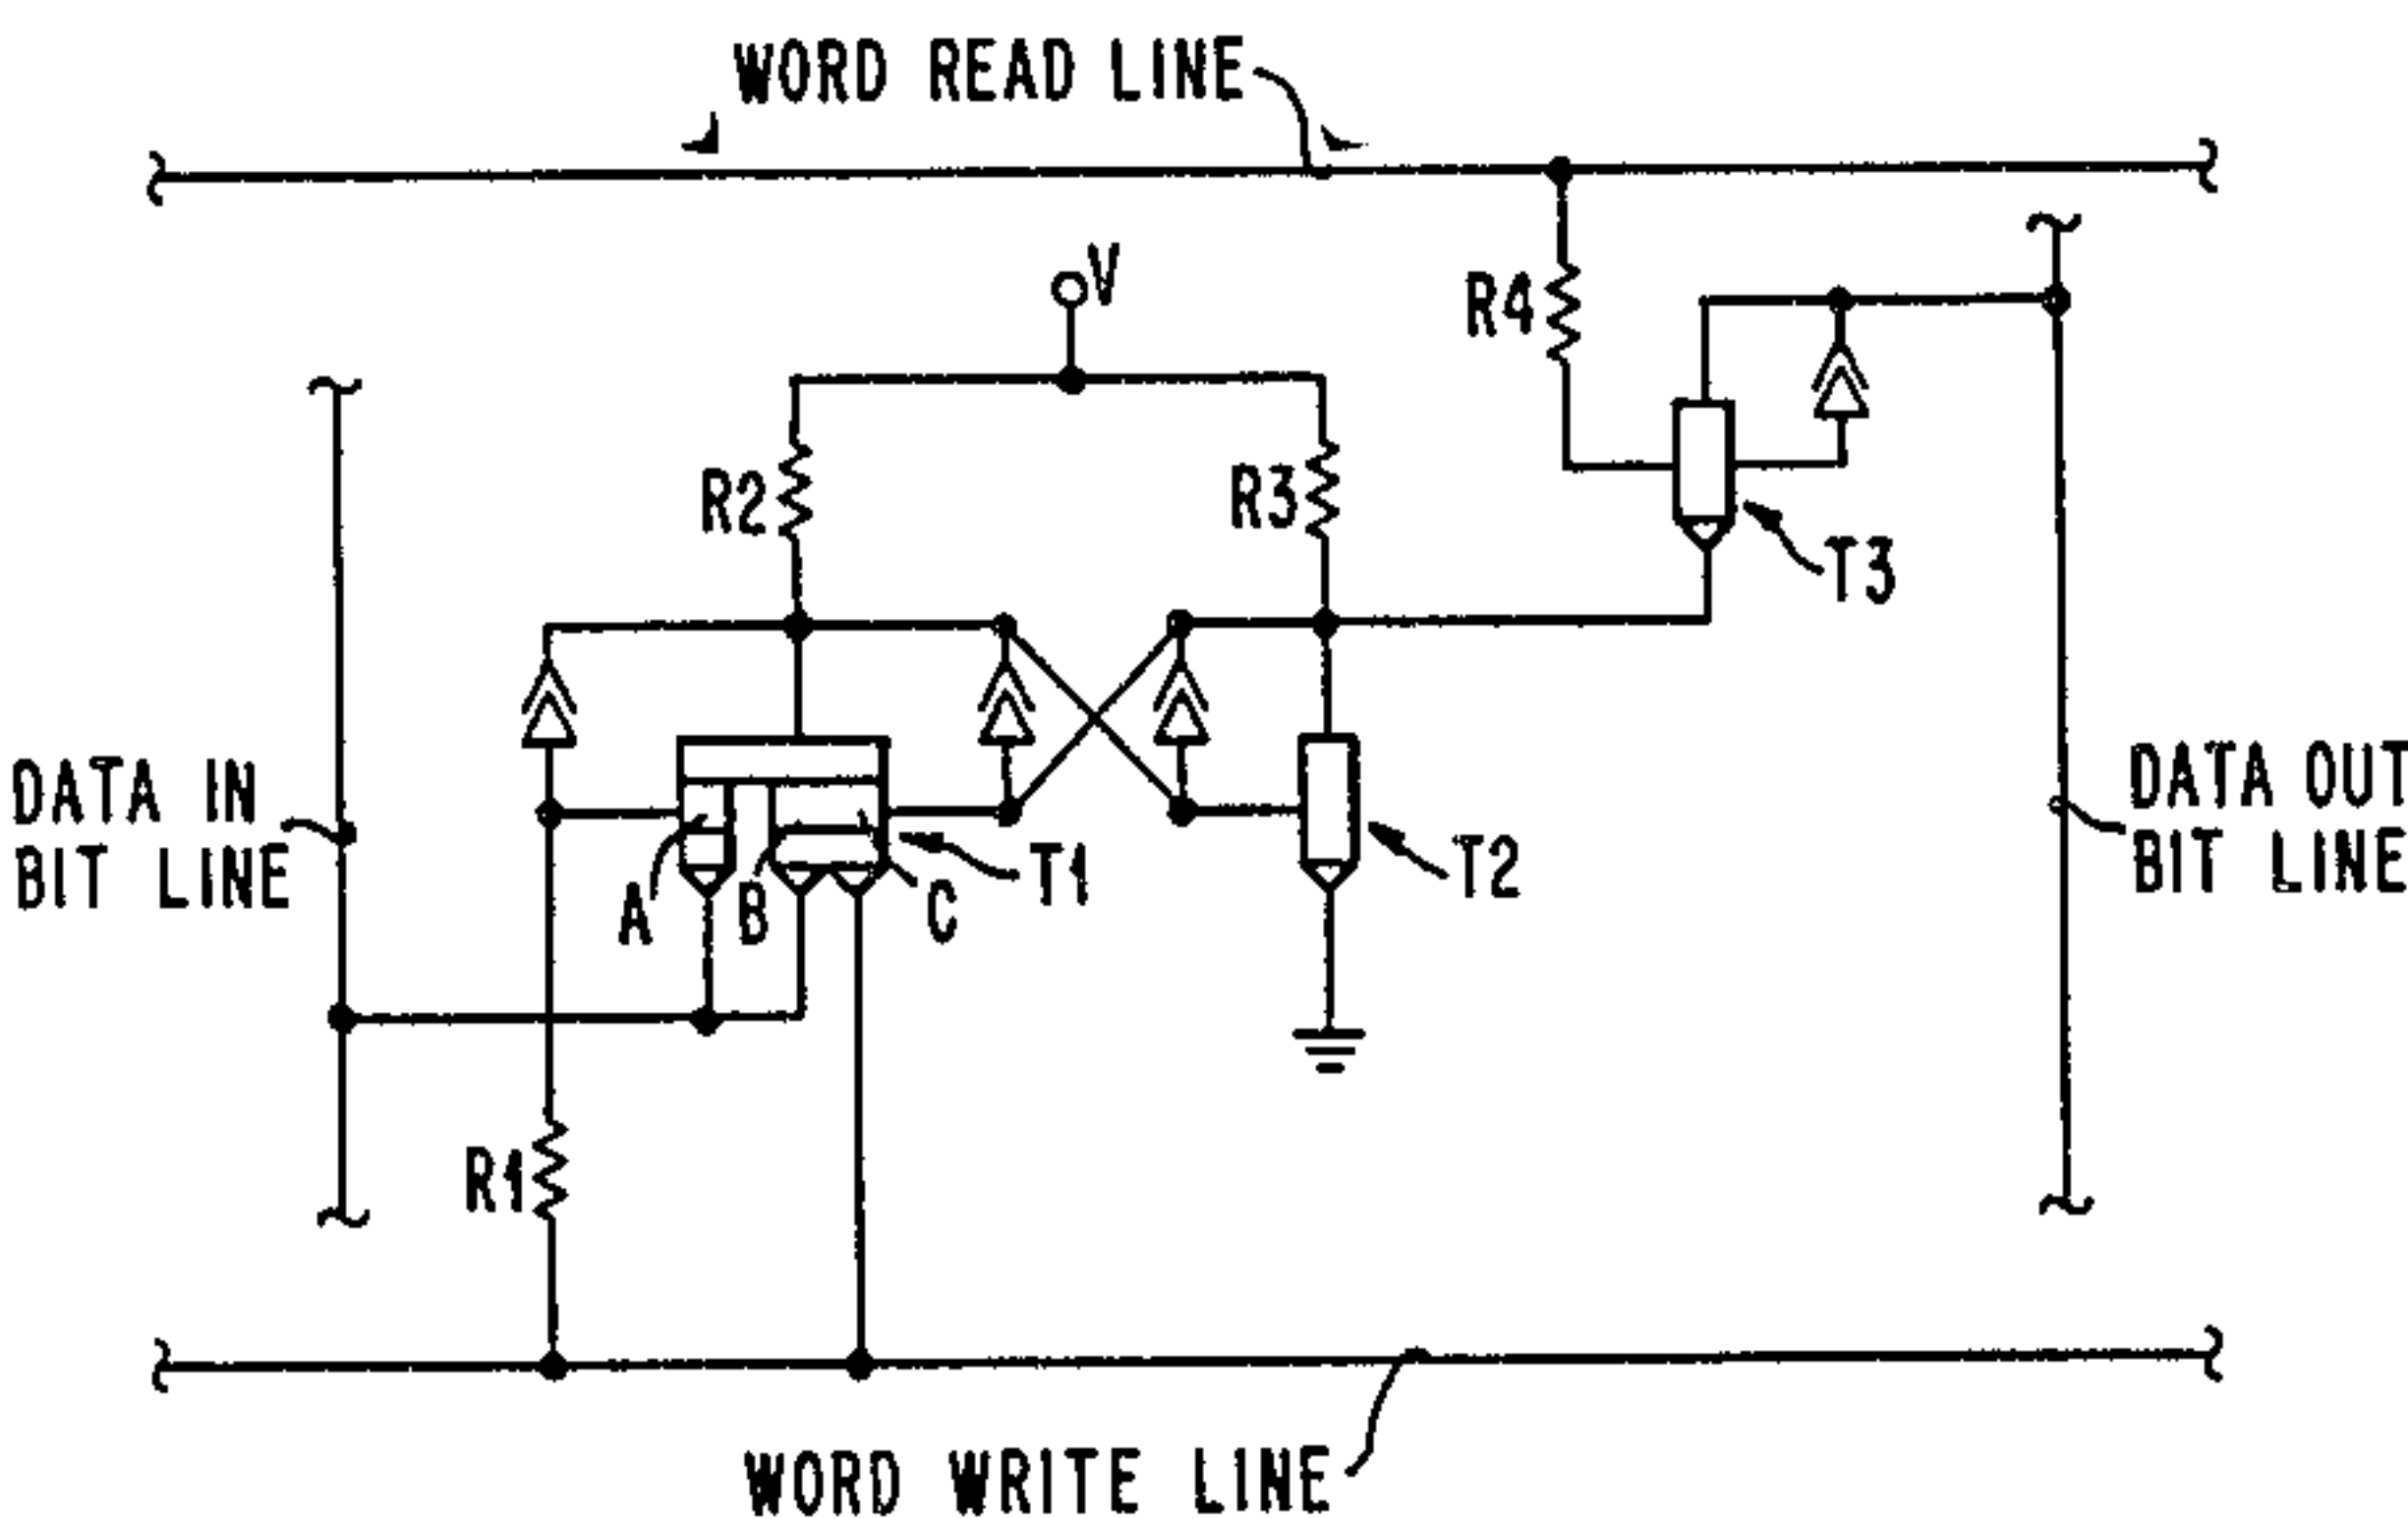 WORD READ LINE
V
R4
R2
R3
T3
DATA IN
BIT LINE
DATA OUT
BIT LINE
A
B
C
T1
T2
R1
WORD WRITE LINE